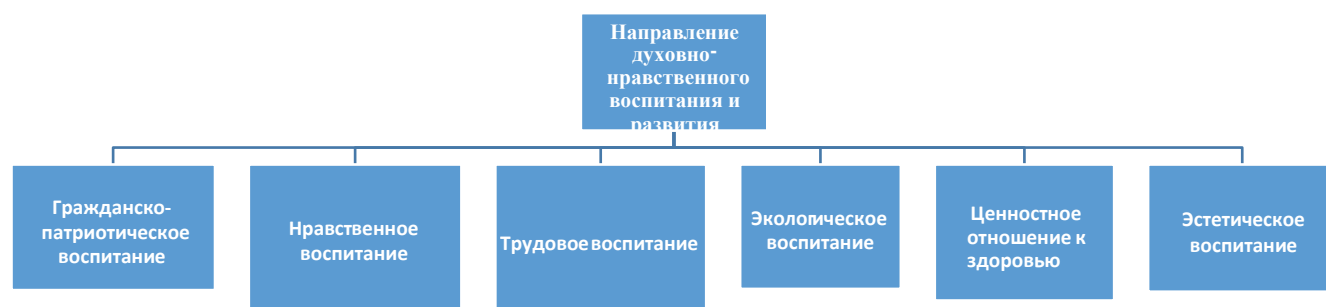 Направление
духовно-
нравственного
воспитания и
развития
Гражданско-
патриотическое
воспитание
Нравственное
воспитание
Трудовое воспитание
Экологическое
воспитание
Ценностное
отношение к
здоровью
Эстетическое
воспитание